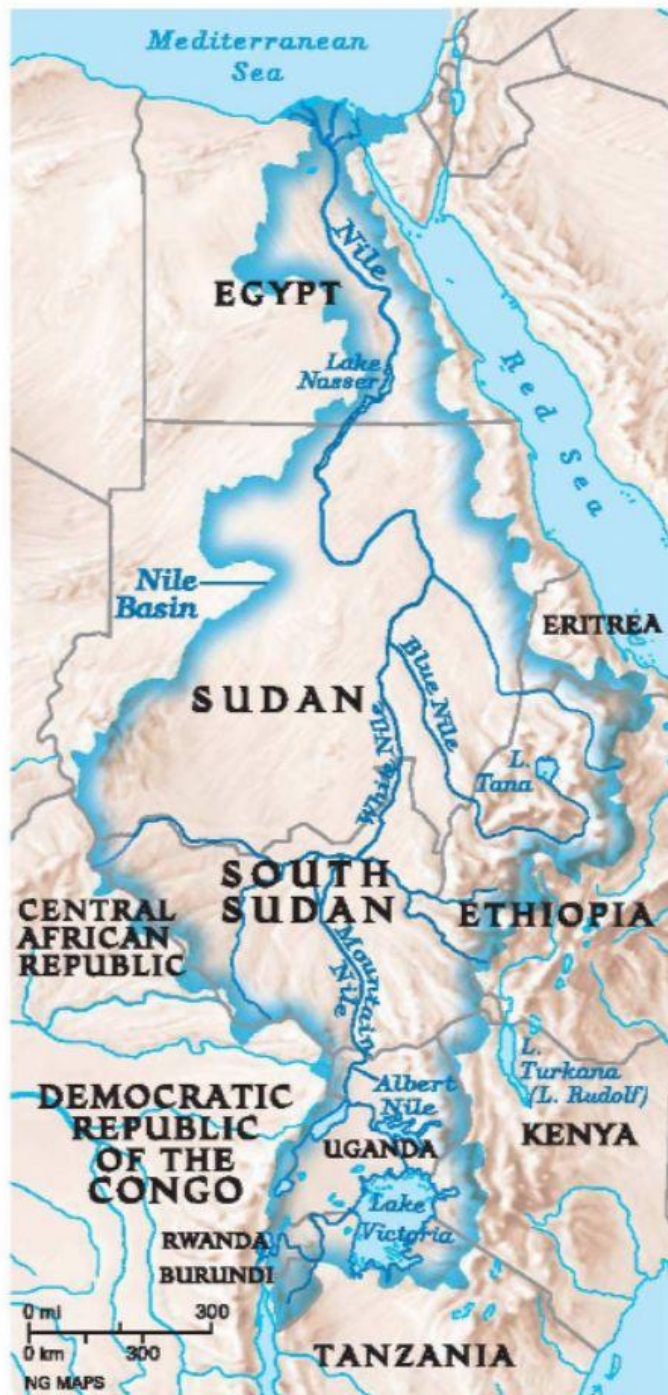 Mediterranean
Sea
Nile
EGYPT
Lake
Nasser
Red Sea
Nile
Basin
ERITREA
SUDAN
Blue Nile
White Nile
L.
Tana
SOUTH
SUDAN
CENTRAL
AFRICAN
REPUBLIC
ETHIOPIA
Mountain
Nile
L.
Turkana
(L. Rudolf)
Albert
Nile
DEMOCRATIC
REPUBLIC
OF THE
CONGO
KENYA
UGANDA
Lake
Victoria
RWANDA
BURUNDI
0 mi 300
0 km 300
TANZANIA
NG MAPS